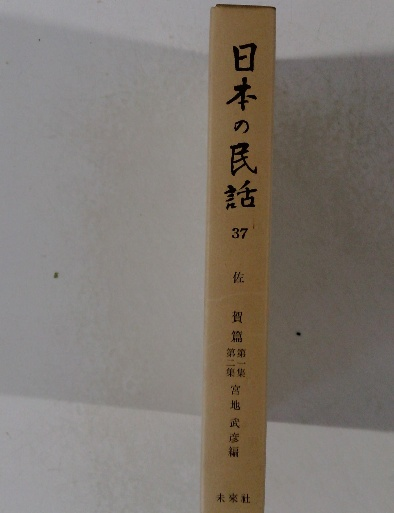 日本の民話
37
佐賀篇
第一集
第二集
宮地武彦編
未来社